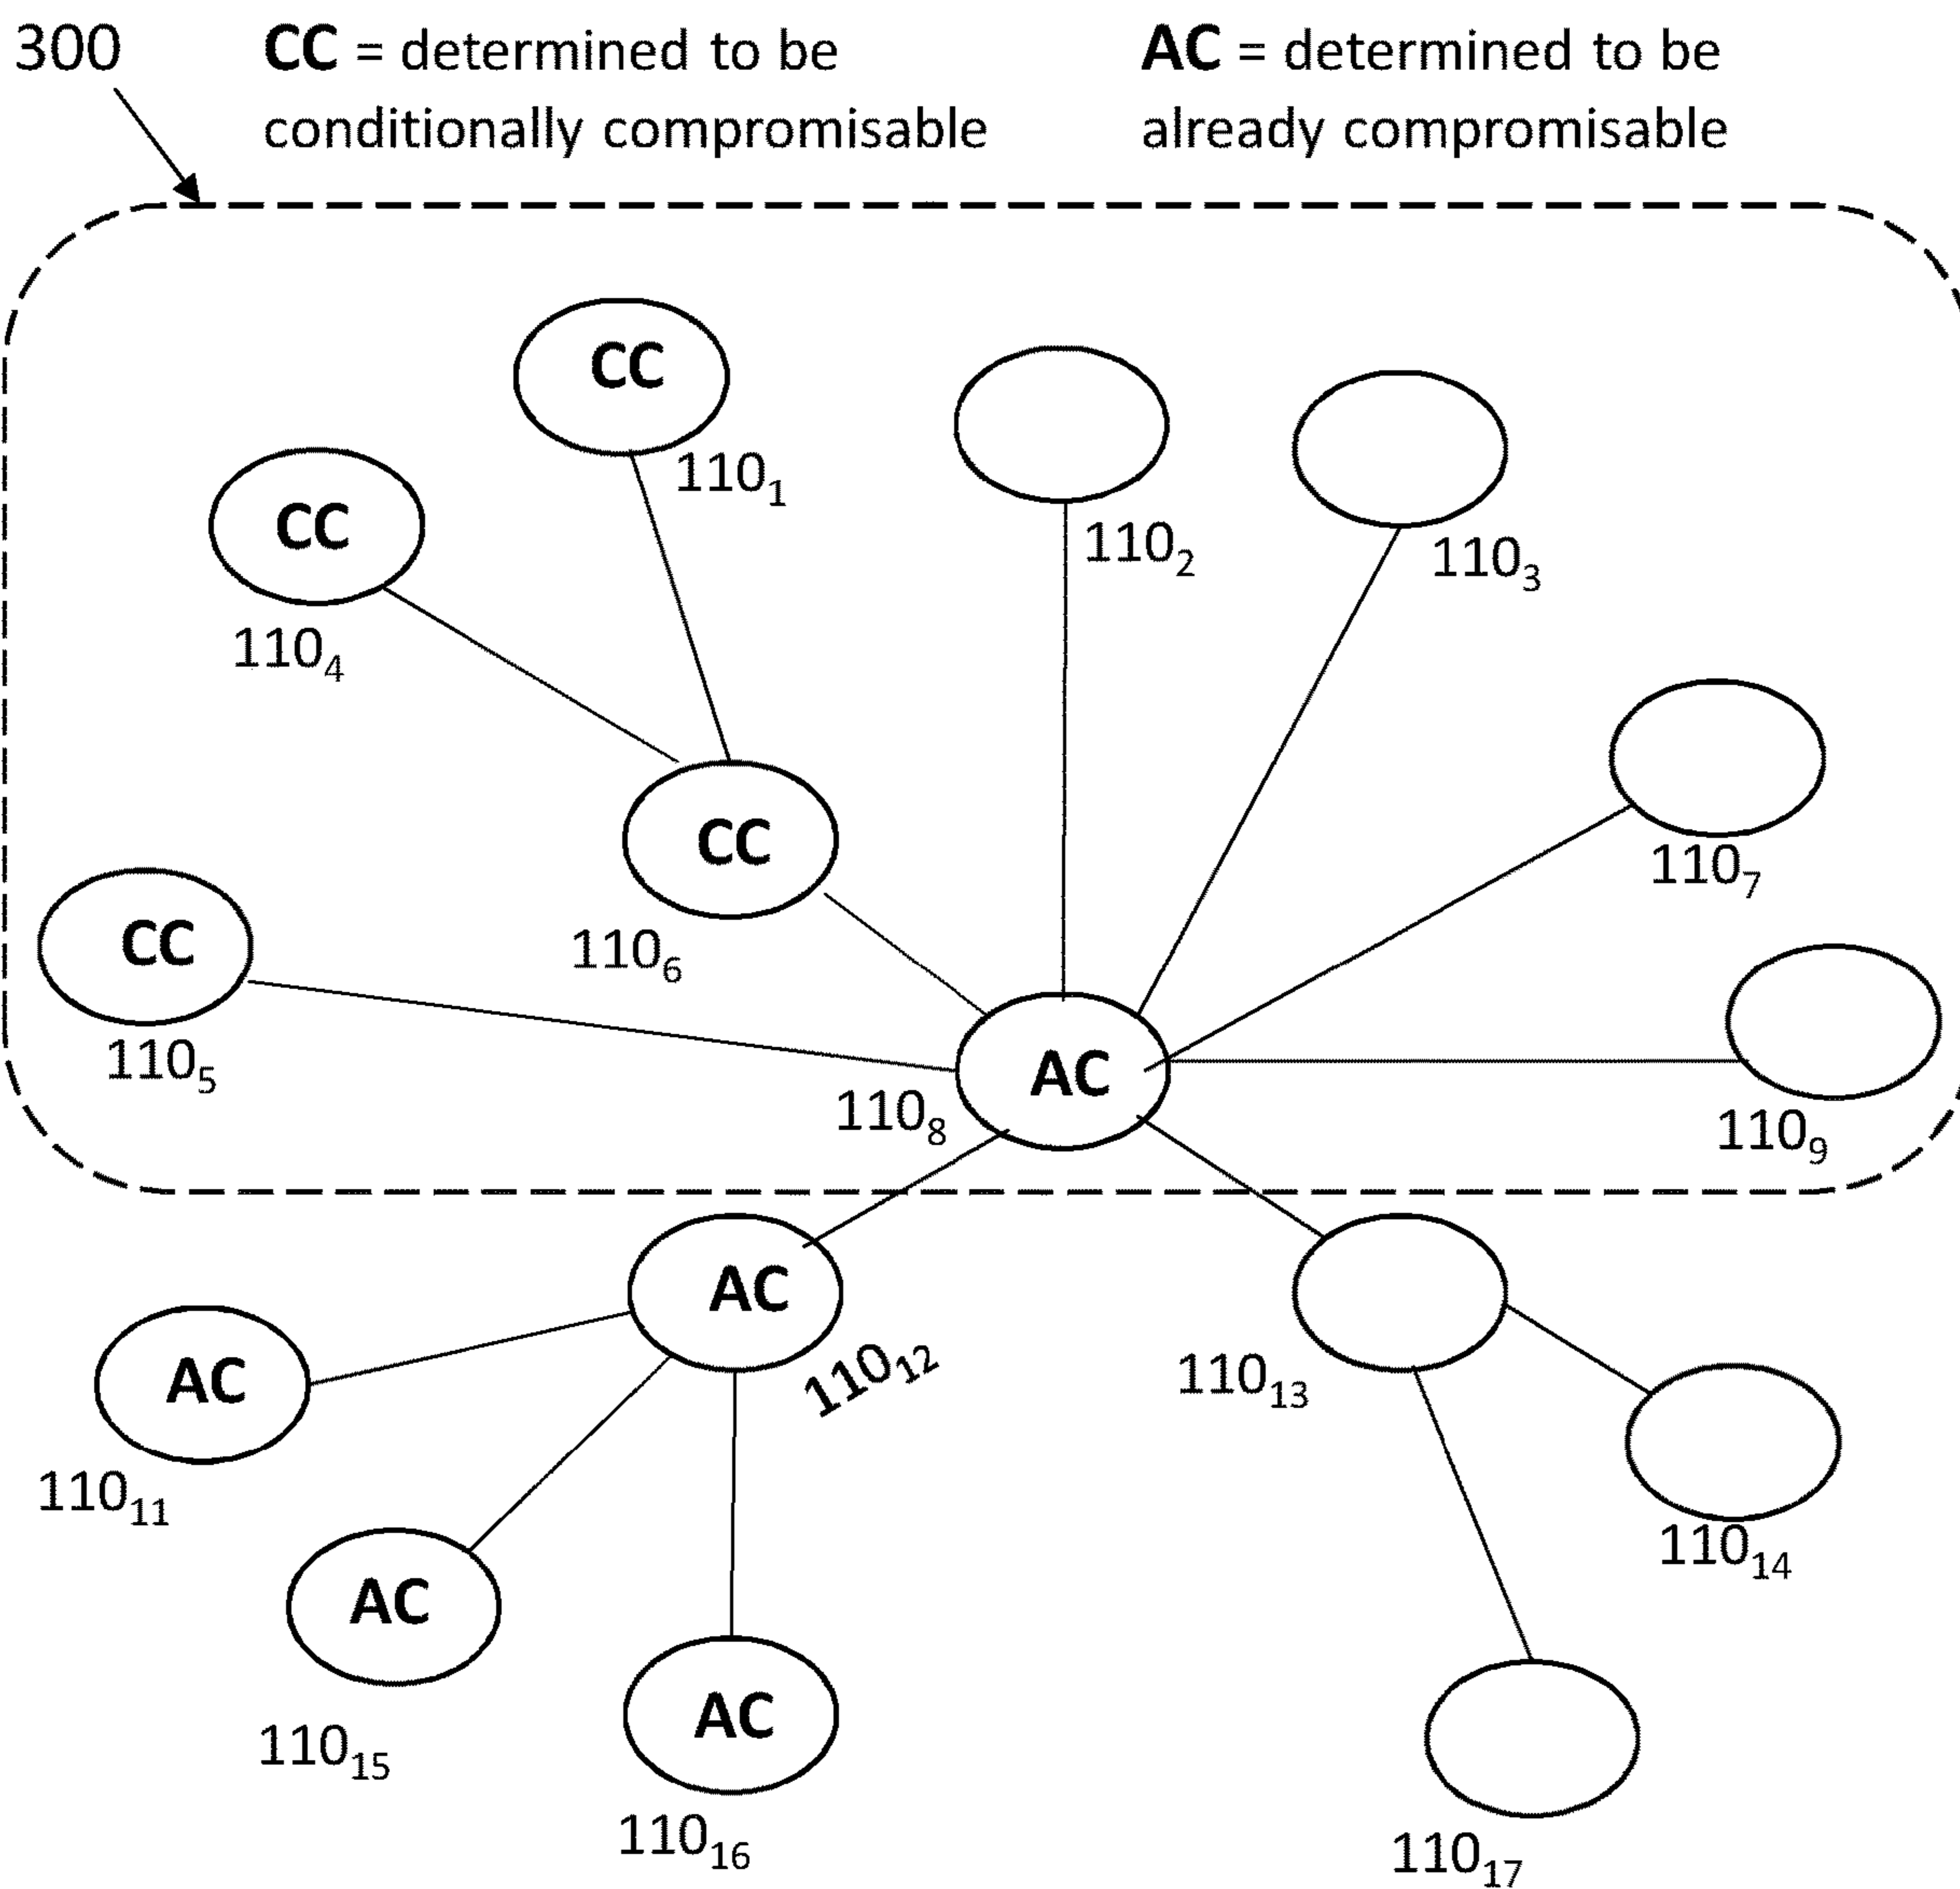 300 CC = determined to be AC = determined to be
conditionally compromisable already compromisable
CC
110₁
CC
110₂
110₃
110₄
CC
110₇
CC
110₆
110₅
AC
110₈
110₉
AC
110₁₂
110₁₃
AC
110₁₁
110₁₄
AC
110₁₅
AC
110₁₆
110₁₇